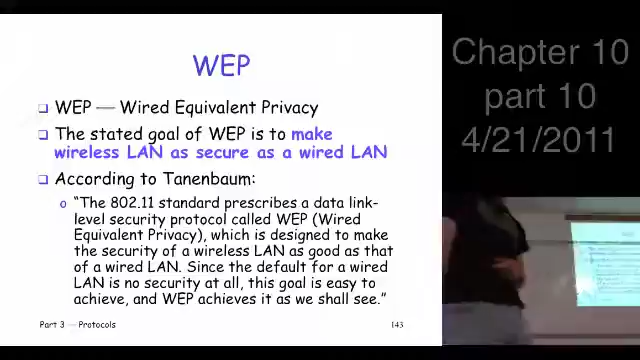 WEP
WEP — Wired Equivalent Privacy
The stated goal of WEP is to make
wireless LAN as secure as a wired LAN
According to Tanenbaum:
“The 802.11 standard prescribes a data link-
level security protocol called WEP (Wired
Equivalent Privacy), which is designed to make
the security of a wireless LAN as good as that
of a wired LAN. Since the default for a wired
LAN is no security at all, this goal is easy to
achieve, and WEP achieves it as we shall see.”
Part 3 — Protocols
143
Chapter 10
part 10
4/21/2011